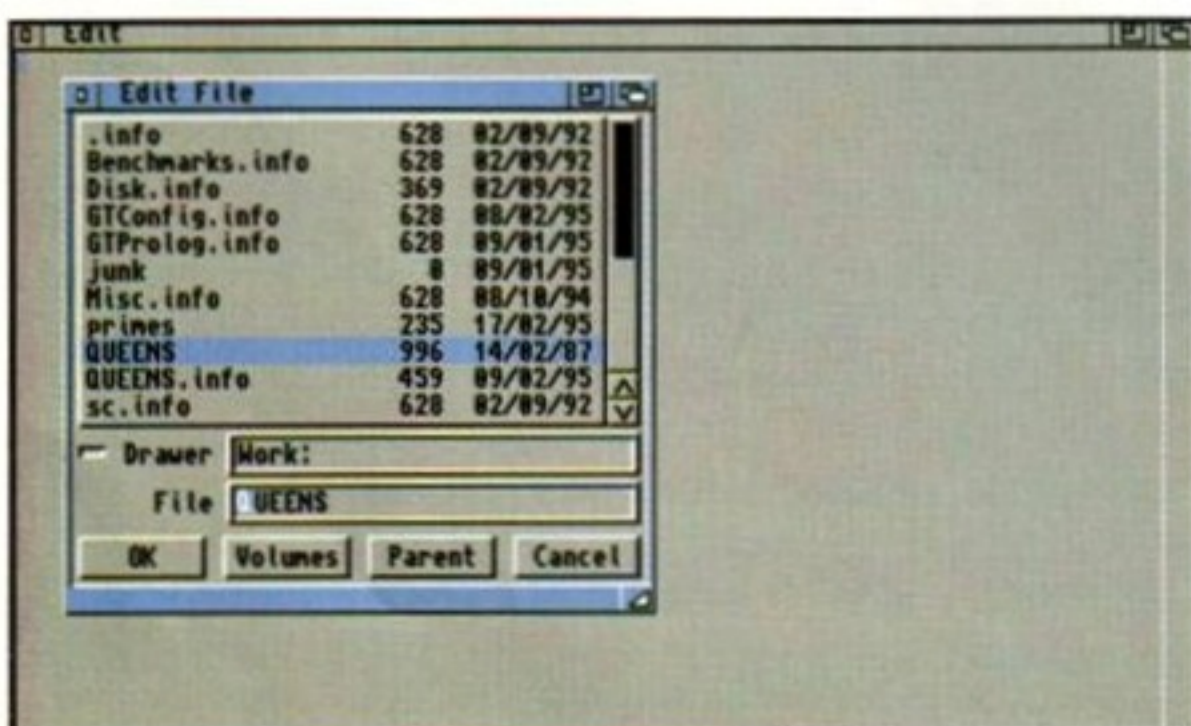 Edit
Edit File
.info 628 02/09/92
Benchmarks.info 628 02/09/92
Disk.info 369 02/09/92
GTConfig.info 628 08/02/95
GTProlog.info 628 09/01/95
junk 0 09/01/95
Misc.info 628 08/10/94
primes 235 17/02/95
QUEENS 996 14/02/87
QUEENS.info 459 09/02/95
sc.info 628 02/09/92
Drawer Work:
File QUEENS
OK Volumes Parent Cancel